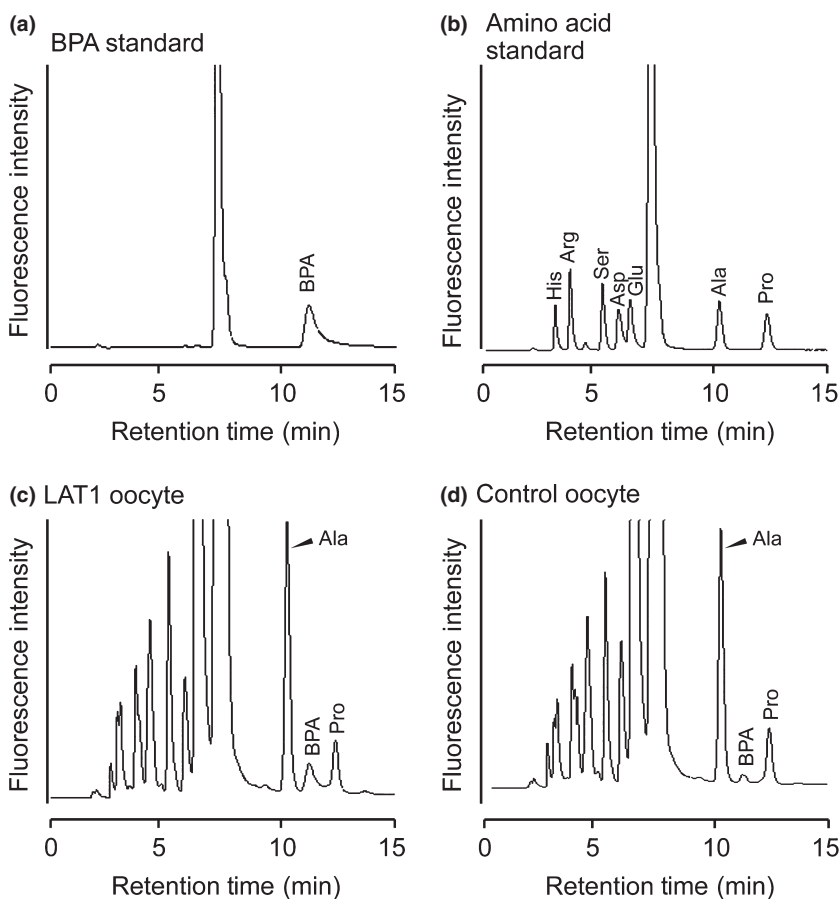 (a)
BPA standard
Fluorescence intensity
BPA
0 5 10 15
Retention time (min)
(b) Amino acid
standard
Fluorescence intensity
His
Arg
Ser
Asp
Glu
Ala
Pro
0 5 10 15
Retention time (min)
(c) LAT1 oocyte
Fluorescence intensity
Ala
BPA
Pro
0 5 10 15
Retention time (min)
(d) Control oocyte
Fluorescence intensity
Ala
BPA
Pro
0 5 10 15
Retention time (min)